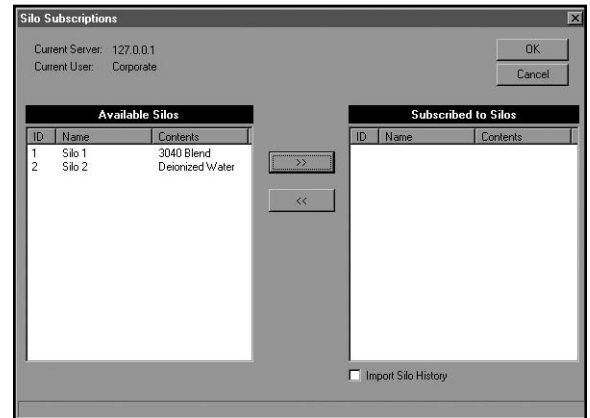 Silo Subscriptions
Current Server: 127.0.0.1
Current User: Corporate
OK
Cancel
Available Silos
ID Name Contents
1 Silo 1 3040 Blend
2 Silo 2 Deionized Water
>>
<<
Subscribed to Silos
ID Name Contents
Import Silo History